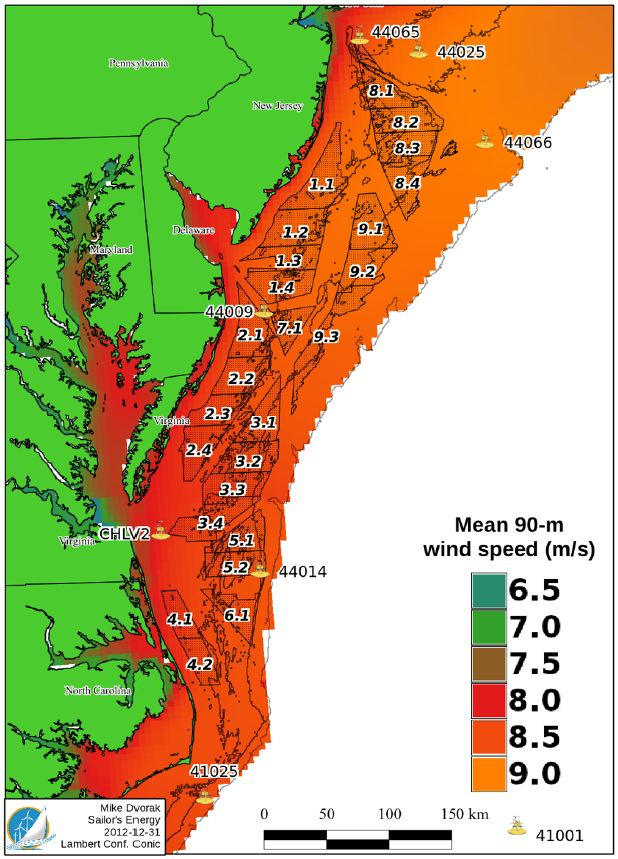 44065
44025
Pennsylvania
8.1
New Jersey
8.2
44066
8.3
8.4
1.1
9.1
Delaware
1.2
Maryland
1.3
9.2
1.4
44009
7.1
2.1
9.3
2.2
2.3
Virginia
3.1
2.4
3.2
3.3
3.4
CHLV2
Virginia
5.1
5.2
44014
4.1
6.1
4.2
North Carolina
41025
Mean 90-m
wind speed (m/s)
6.5
7.0
7.5
8.0
8.5
9.0
Mike Dvorak
Sailor's Energy
2012-12-31
Lambert Conf. Conic
0 50 100 150 km
41001